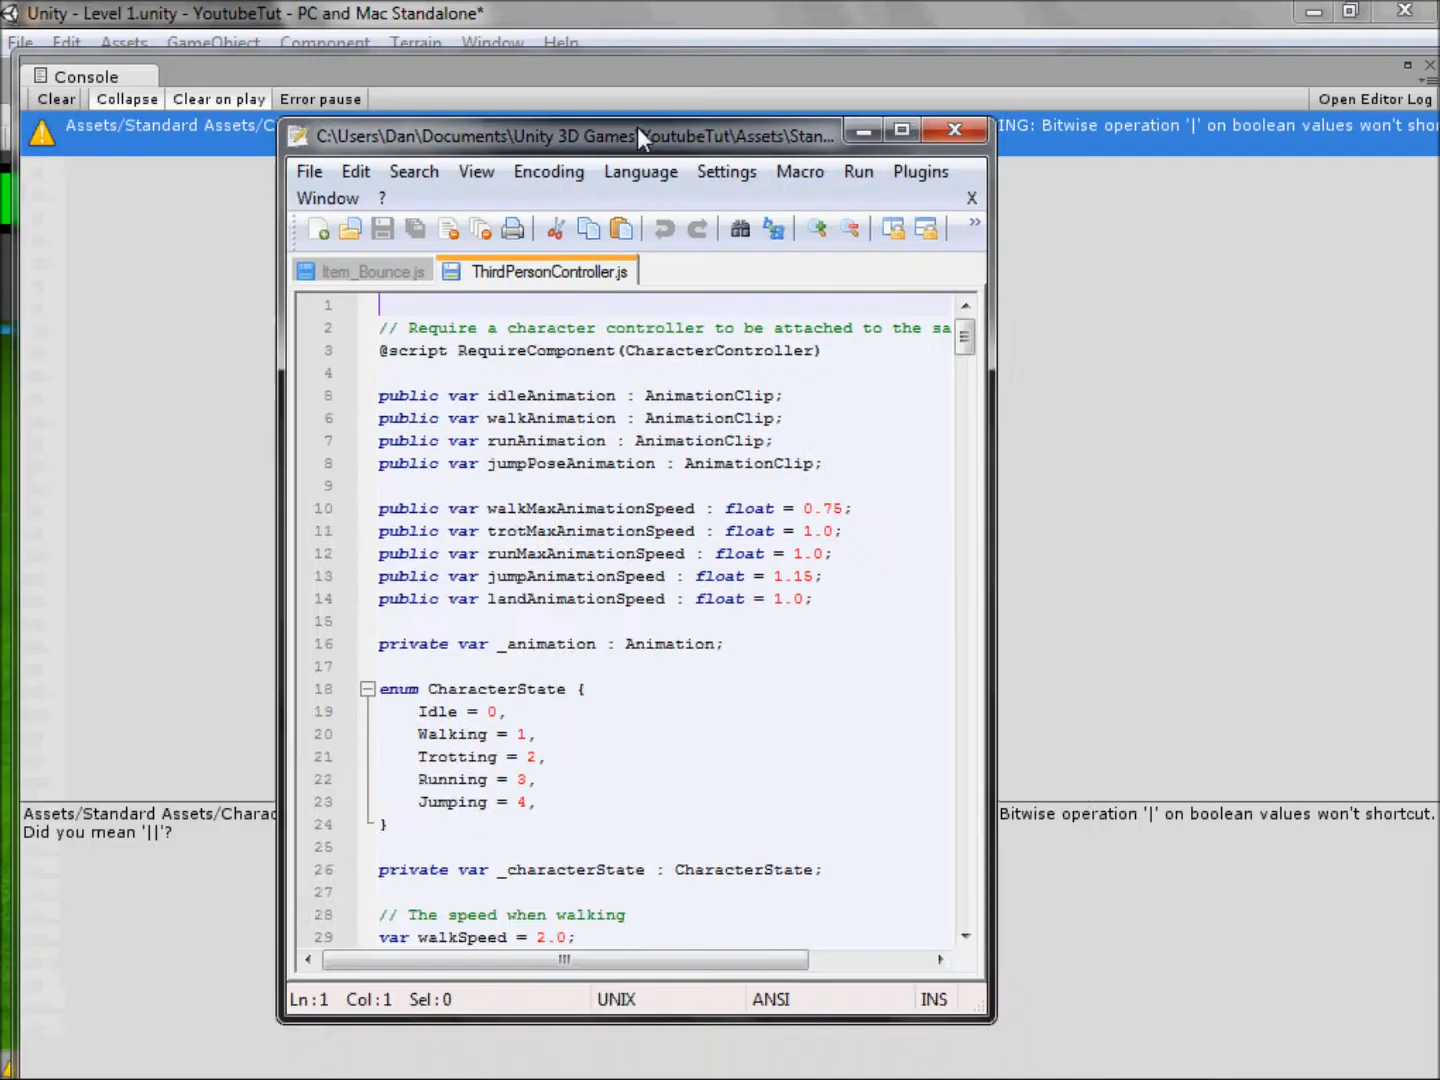 Unity - Level 1.unity - YoutubeTut - PC and Mac Standalone*
File Edit Assets GameObject Component Terrain Window Help
Console
Clear Collapse Clear on play Error pause Open Editor Log
Assets/Standard Assets/C
ING: Bitwise operation '|' on boolean values won't shor
C:\Users\Dan\Documents\Unity 3D Games\YoutubeTut\Assets\Stan...
File Edit Search View Encoding Language Settings Macro Run Plugins
Window ? X
Item_Bounce.js ThirdPersonController.js
1
2 // Require a character controller to be attached to the sa
3 @script RequireComponent(CharacterController)
4
5 public var idleAnimation : AnimationClip;
6 public var walkAnimation : AnimationClip;
7 public var runAnimation : AnimationClip;
8 public var jumpPoseAnimation : AnimationClip;
9
10 public var walkMaxAnimationSpeed : float = 0.75;
11 public var trotMaxAnimationSpeed : float = 1.0;
12 public var runMaxAnimationSpeed : float = 1.0;
13 public var jumpAnimationSpeed : float = 1.15;
14 public var landAnimationSpeed : float = 1.0;
15
16 private var _animation : Animation;
17
18 enum CharacterState {
19 Idle = 0,
20 Walking = 1,
21 Trotting = 2,
22 Running = 3,
23 Jumping = 4,
24 }
25
26 private var _characterState : CharacterState;
27
28 // The speed when walking
29 var walkSpeed = 2.0;
Assets/Standard Assets/Charac
Bitwise operation '|' on boolean values won't shortcut.
Did you mean '||'?
Ln:1 Col:1 Sel:0 UNIX ANSI INS